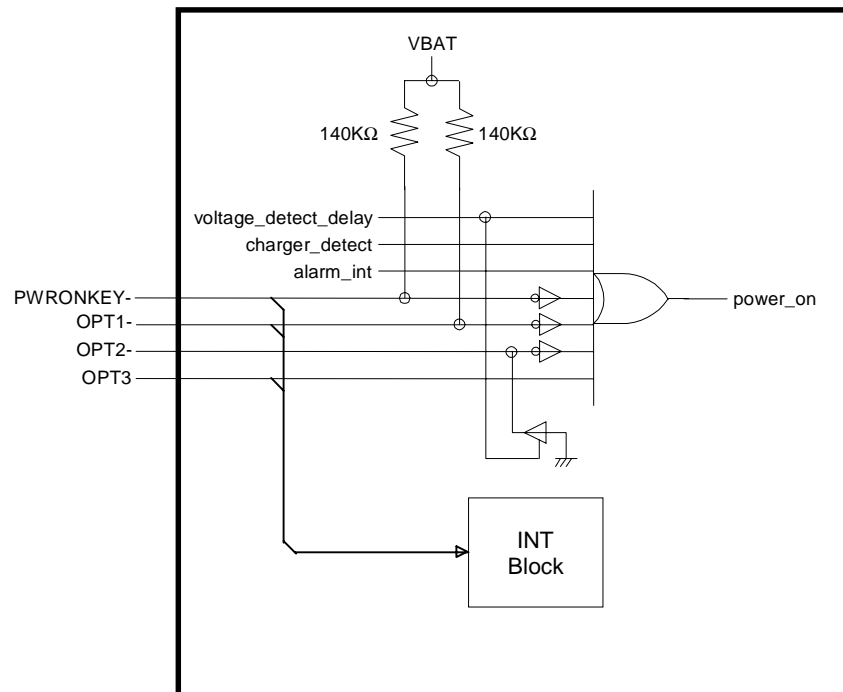 VBAT
140KΩ 140KΩ
voltage_detect_delay
charger_detect
alarm_int
PWRONKEY-
power_on
OPT1-
OPT2-
OPT3
INT
Block